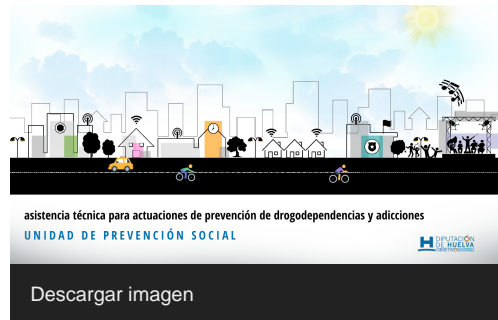 asistencia técnica para actuaciones de prevención de drogodependencias y adicciones
UNIDAD DE PREVENCIÓN SOCIAL
DIPUTACIÓN
DE HUELVA
Descargar imagen